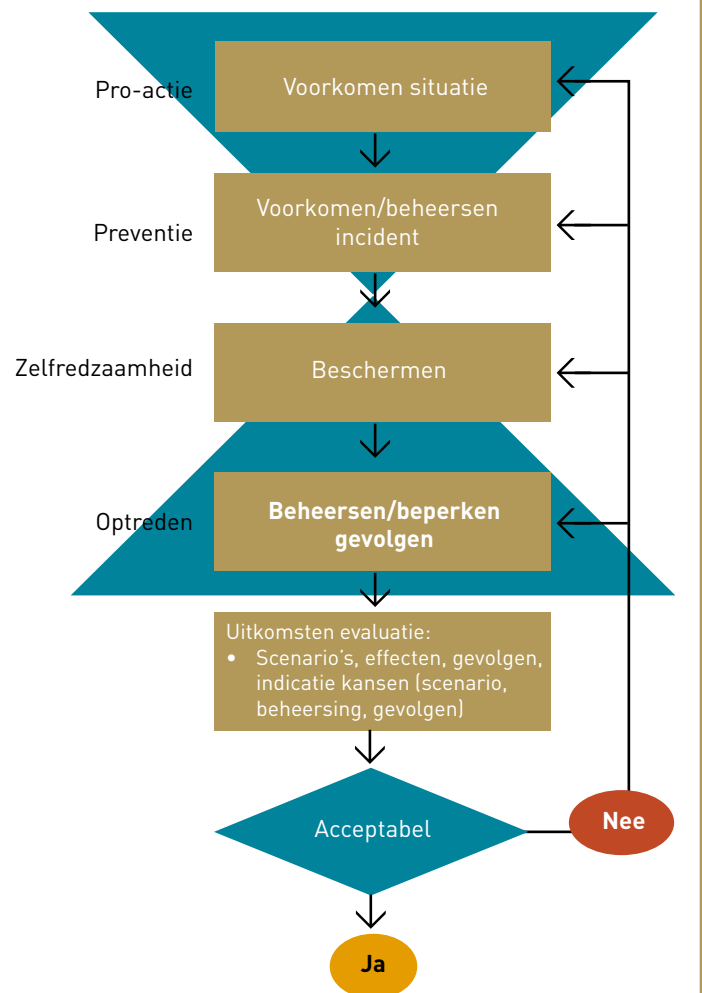 Pro-actie
Voorkomen situatie
Preventie
Voorkomen/beheersen
incident
Zelfredzaamheid
Beschermen
Optreden
Beheersen/beperken
gevolgen
Uitkomsten evaluatie:
• Scenario's, effecten, gevolgen,
indicatie kansen (scenario,
beheersing, gevolgen)
Acceptabel
Nee
Ja